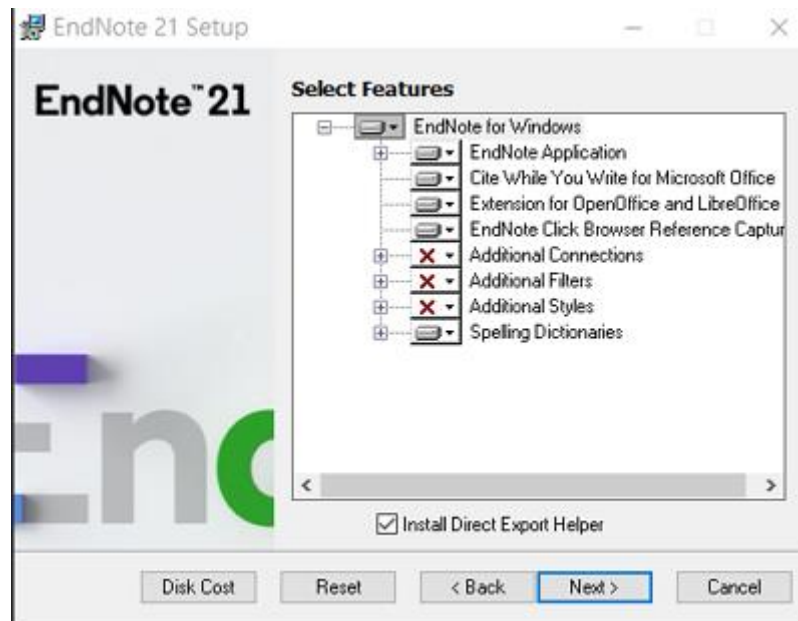 EndNote 21 Setup
EndNote™21
Select Features
EndNote for Windows
EndNote Application
Cite While You Write for Microsoft Office
Extension for OpenOffice and LibreOffice
EndNote Click Browser Reference Captur
Additional Connections
Additional Filters
Additional Styles
Spelling Dictionaries
Install Direct Export Helper
Disk Cost Reset < Back Next > Cancel